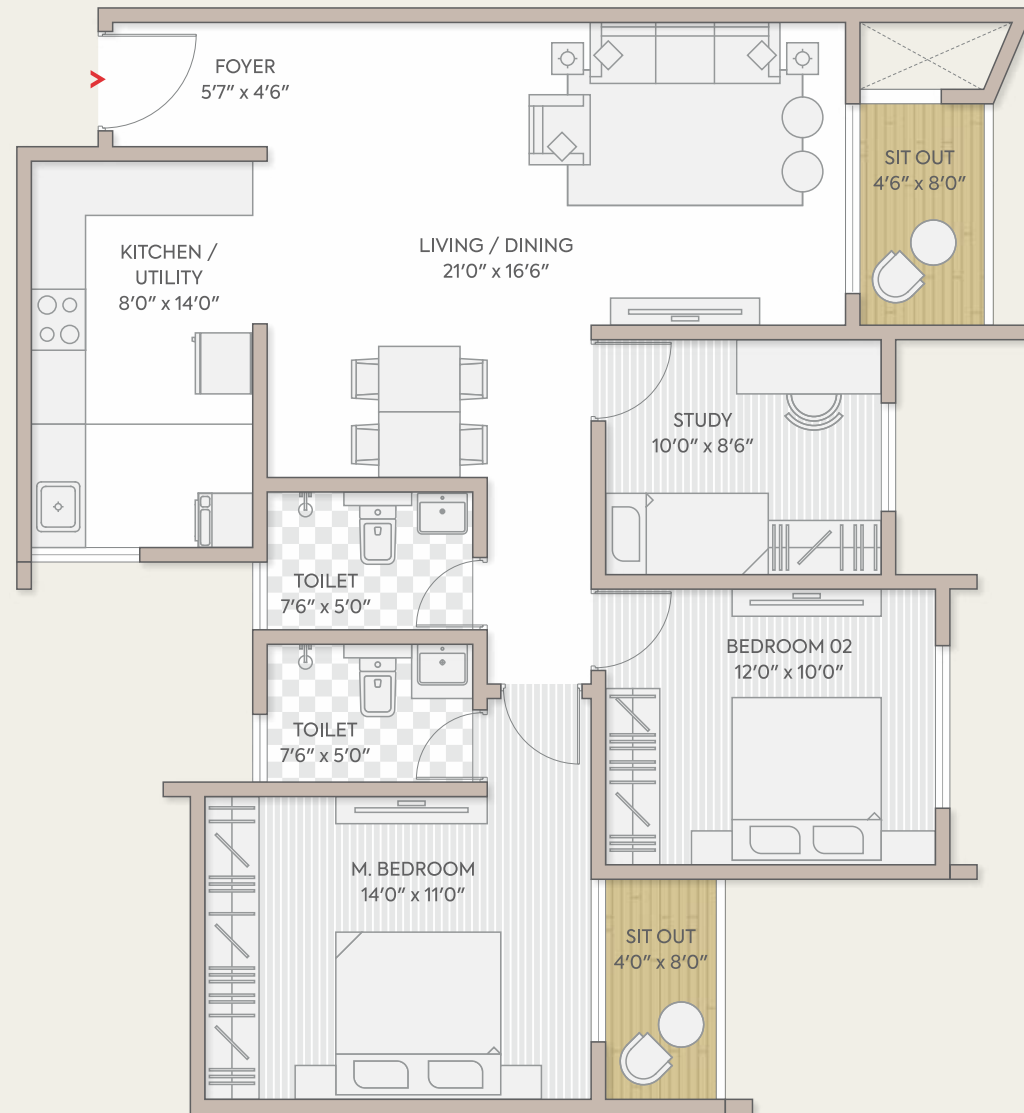 FOYER
5’7” x 4’6”
SIT OUT
4’6” x 8’0”
KITCHEN /
UTILITY
8’0” x 14’0”
LIVING / DINING
21’0” x 16’6”
STUDY
10’0” x 8’6”
TOILET
7’6” x 5’0”
BEDROOM 02
12’0” x 10’0”
TOILET
7’6” x 5’0”
M. BEDROOM
14’0” x 11’0”
SIT OUT
4’0” x 8’0”